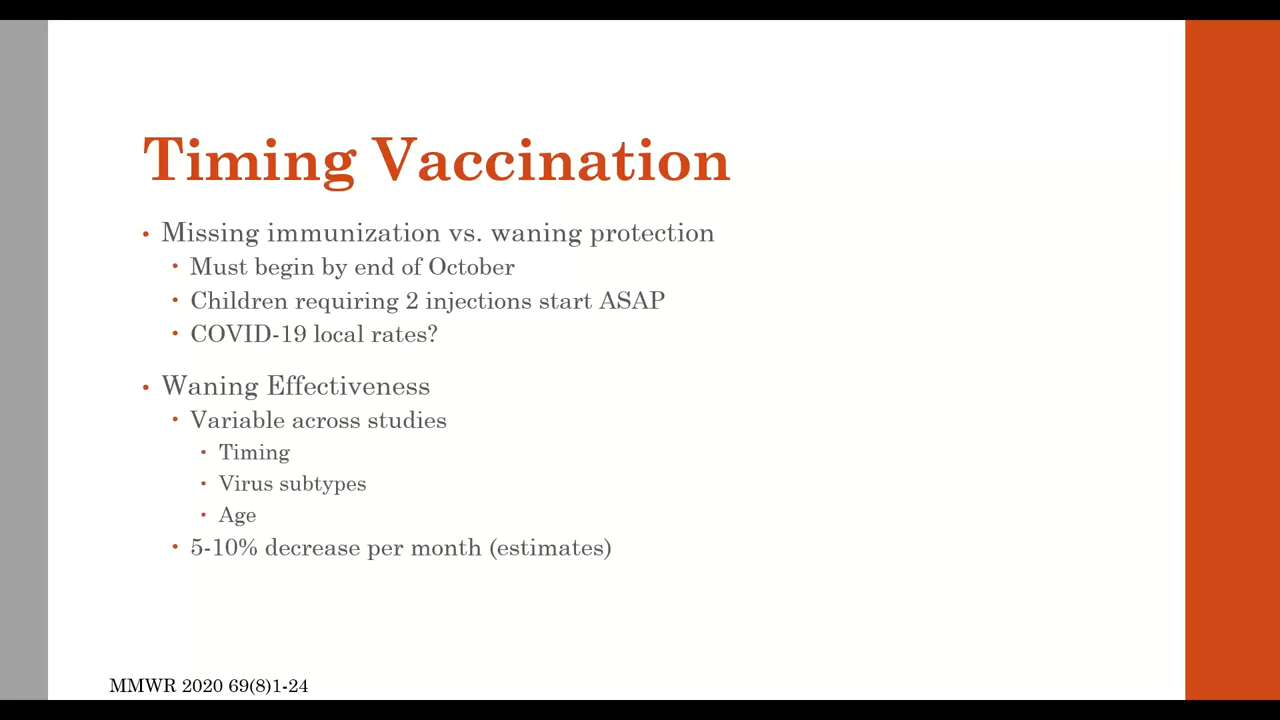 Timing Vaccination
• Missing immunization vs. waning protection
• Must begin by end of October
• Children requiring 2 injections start ASAP
• COVID-19 local rates?
• Waning Effectiveness
• Variable across studies
• Timing
• Virus subtypes
• Age
• 5-10% decrease per month (estimates)
MMWR 2020 69(8)1-24